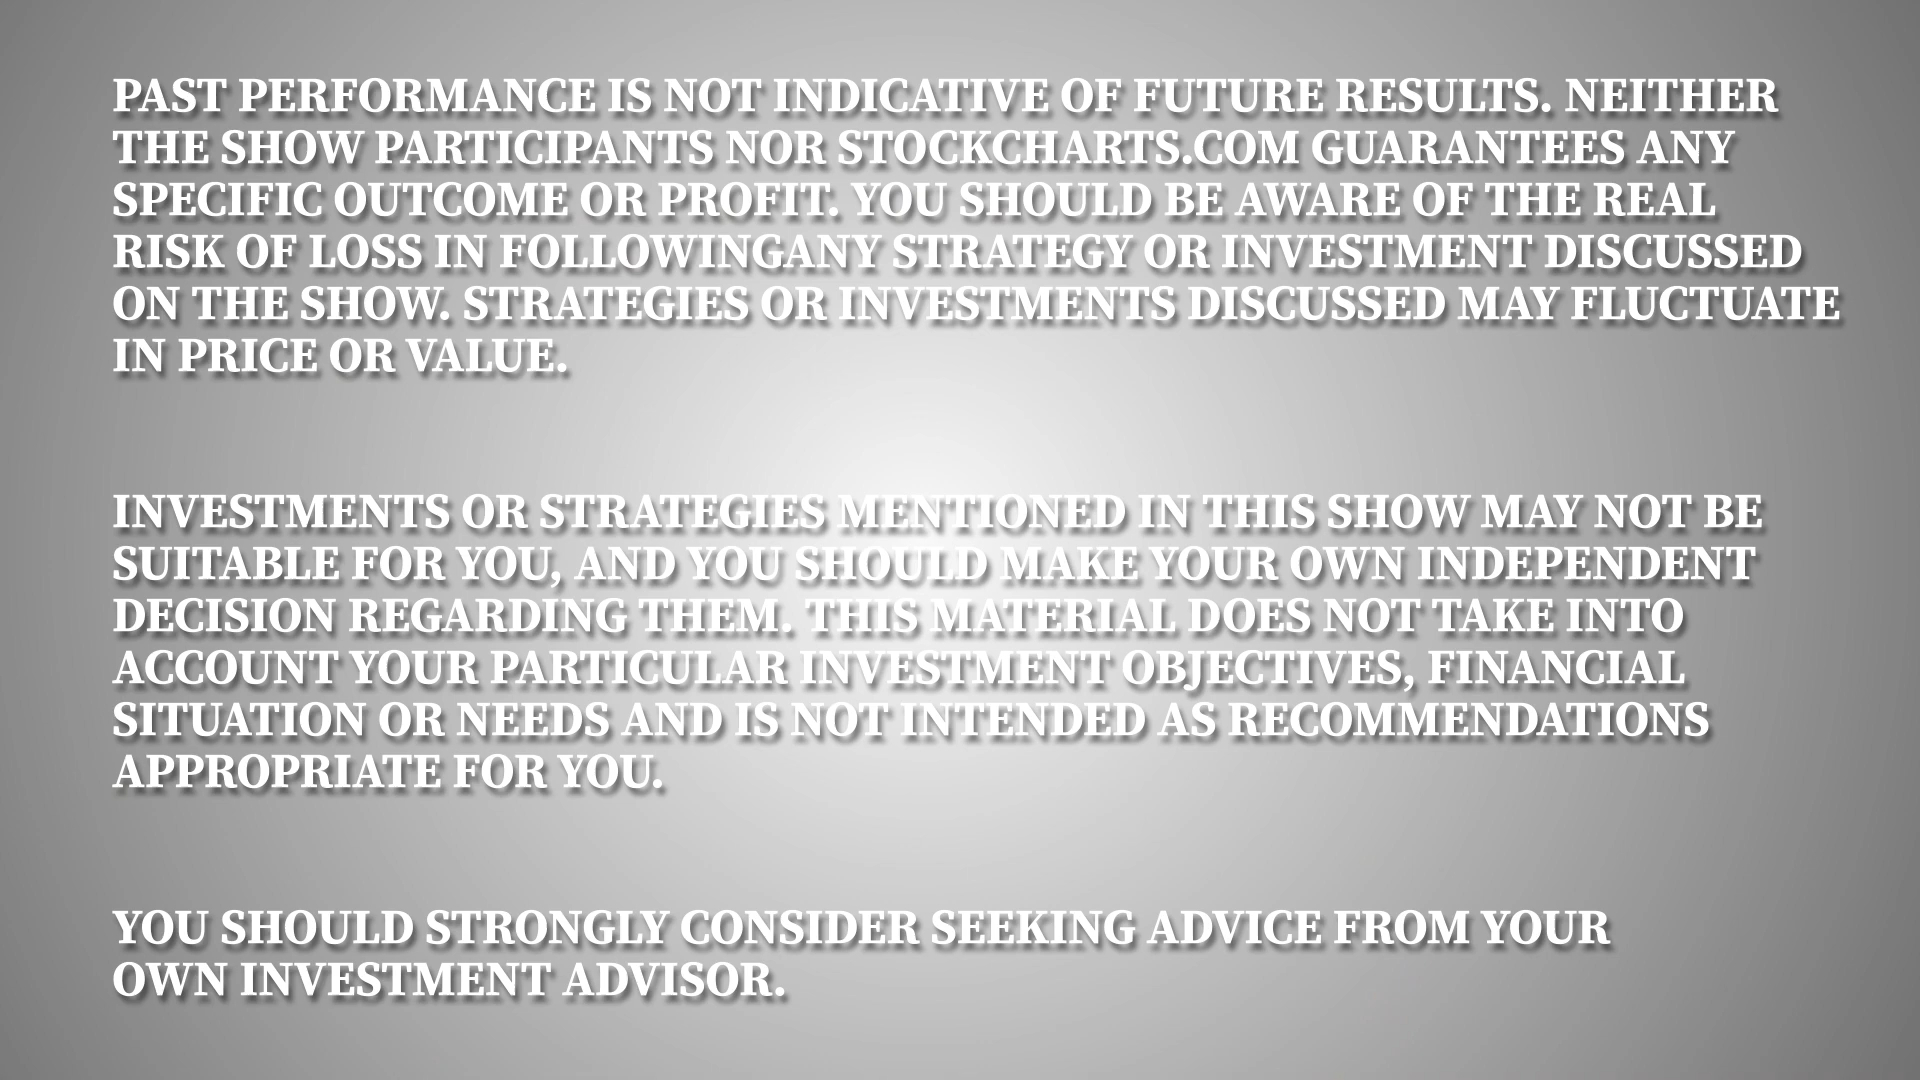 PAST PERFORMANCE IS NOT INDICATIVE OF FUTURE RESULTS. NEITHER
THE SHOW PARTICIPANTS NOR STOCKCHARTS.COM GUARANTEES ANY
SPECIFIC OUTCOME OR PROFIT. YOU SHOULD BE AWARE OF THE REAL
RISK OF LOSS IN FOLLOWINGANY STRATEGY OR INVESTMENT DISCUSSED
ON THE SHOW. STRATEGIES OR INVESTMENTS DISCUSSED MAY FLUCTUATE
IN PRICE OR VALUE.
INVESTMENTS OR STRATEGIES MENTIONED IN THIS SHOW MAY NOT BE
SUITABLE FOR YOU, AND YOU SHOULD MAKE YOUR OWN INDEPENDENT
DECISION REGARDING THEM. THIS MATERIAL DOES NOT TAKE INTO
ACCOUNT YOUR PARTICULAR INVESTMENT OBJECTIVES, FINANCIAL
SITUATION OR NEEDS AND IS NOT INTENDED AS RECOMMENDATIONS
APPROPRIATE FOR YOU.
YOU SHOULD STRONGLY CONSIDER SEEKING ADVICE FROM YOUR
OWN INVESTMENT ADVISOR.